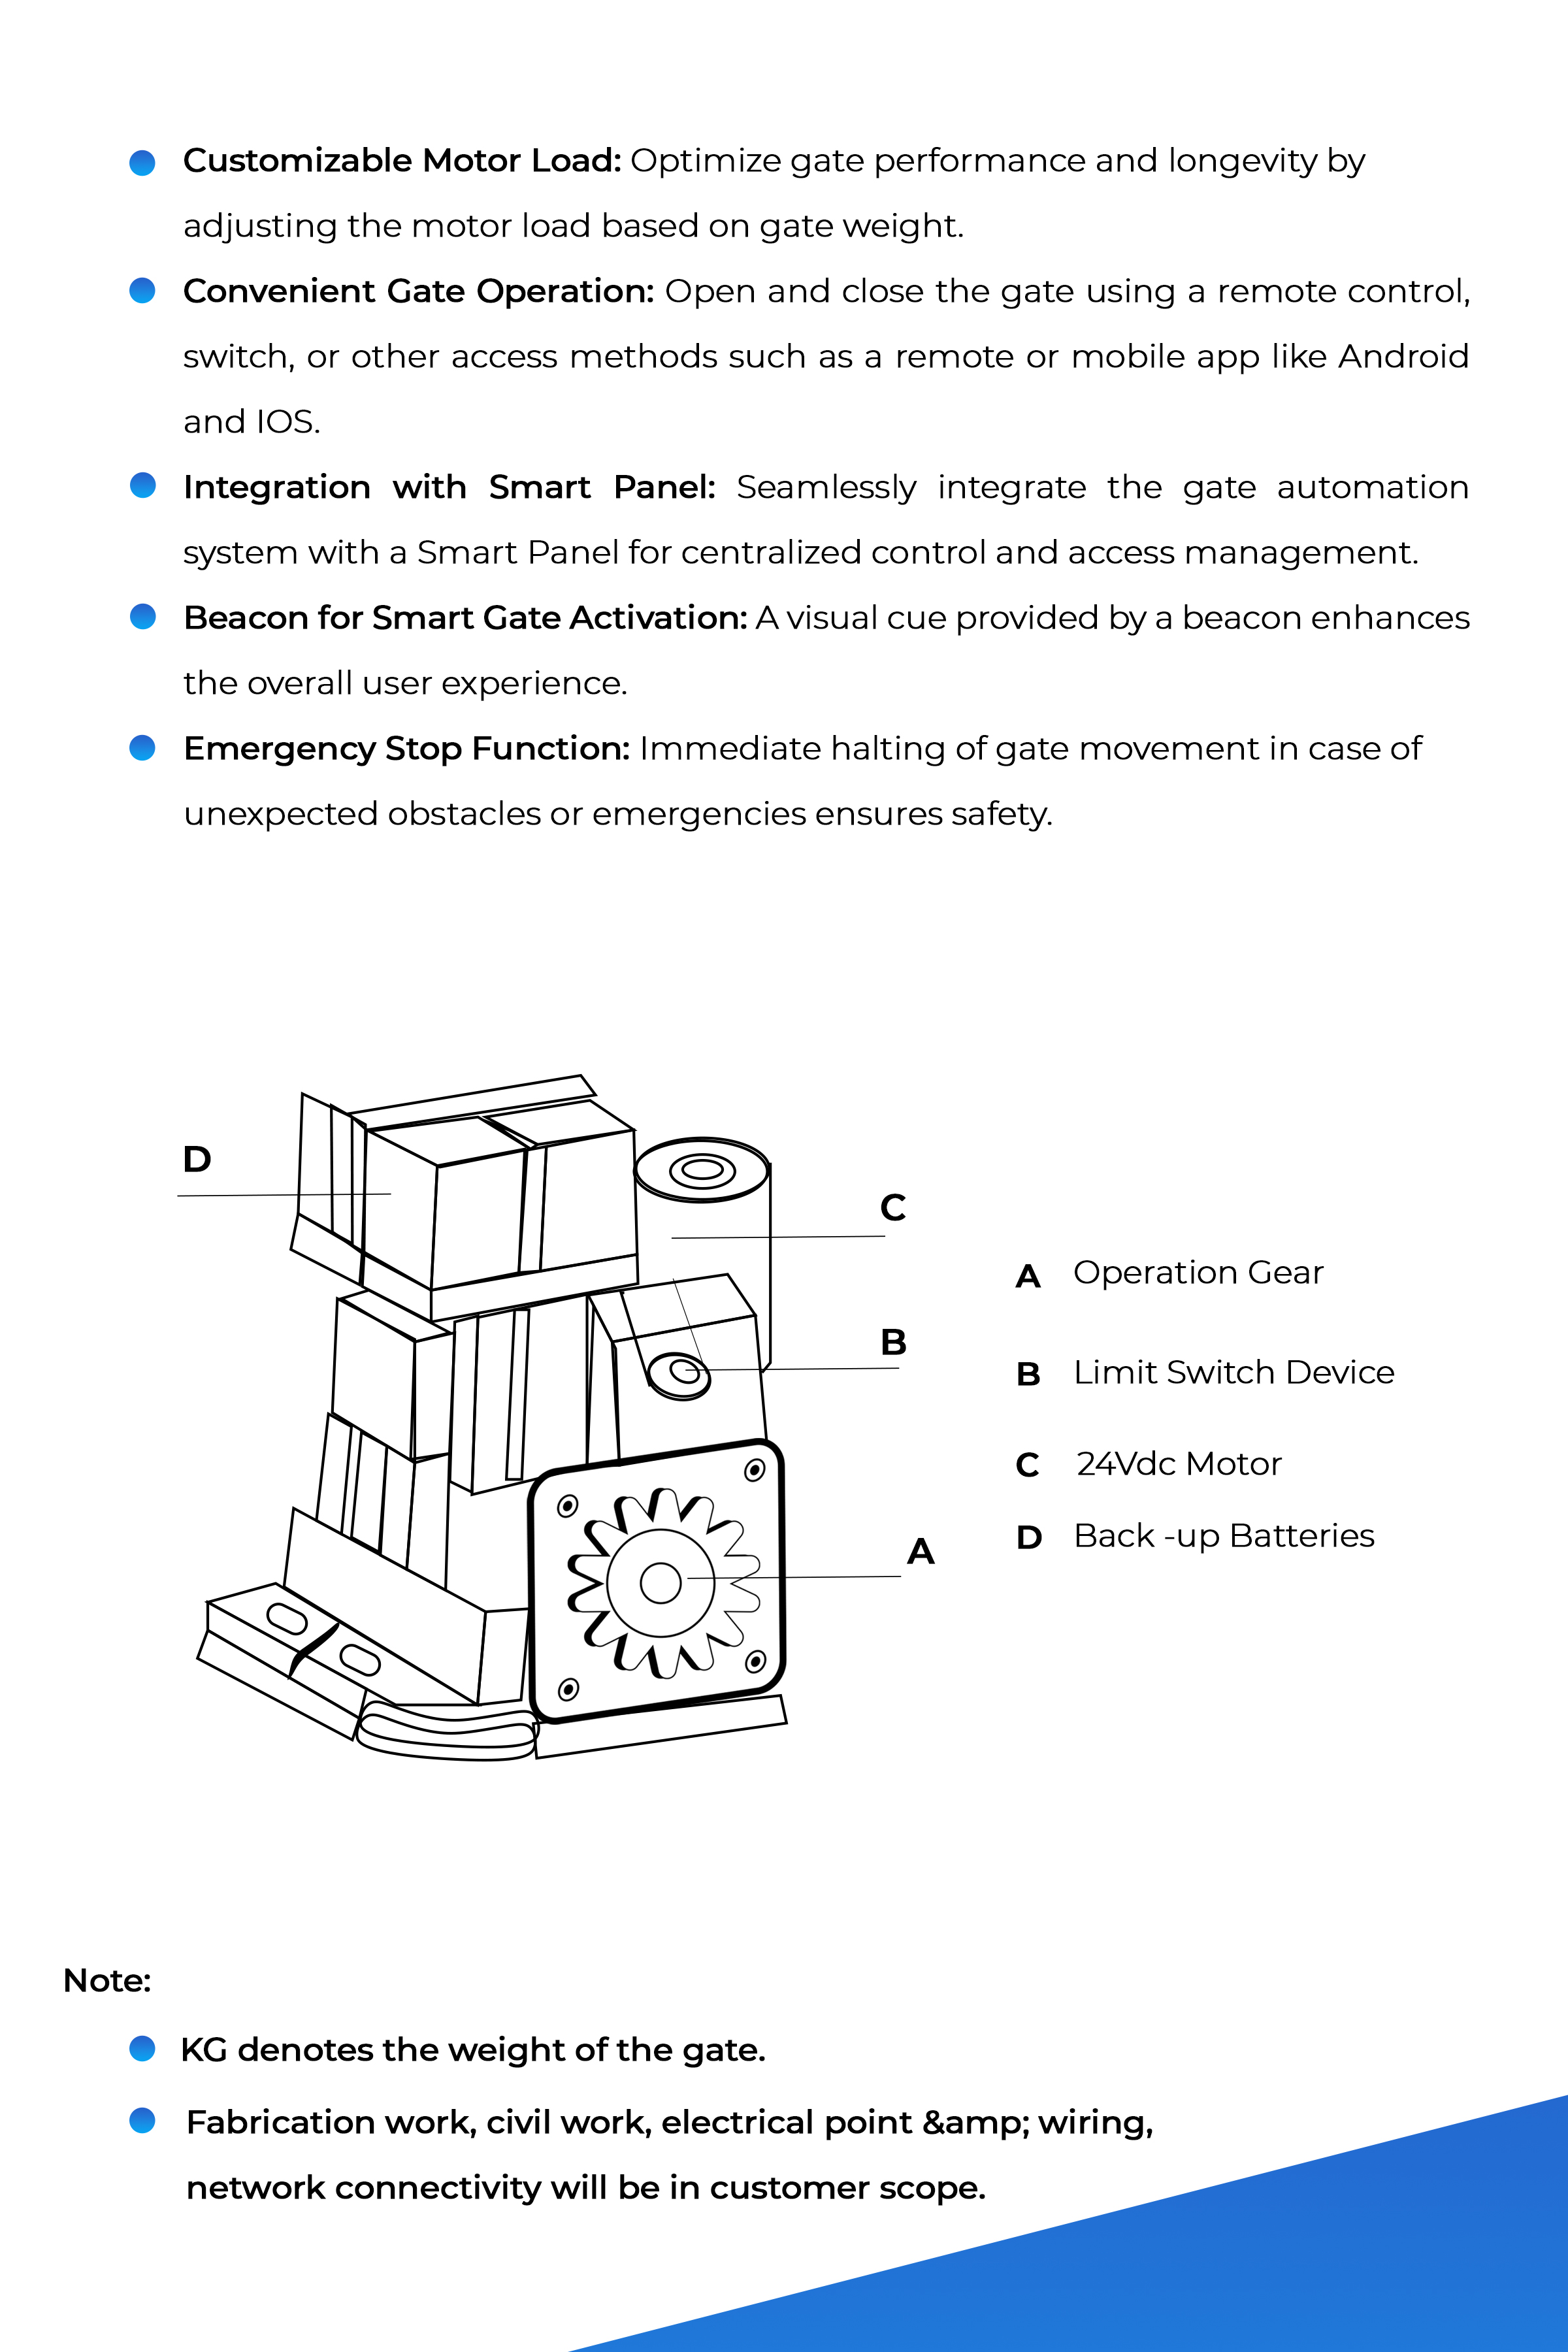 Customizable Motor Load: Optimize gate performance and longevity by
adjusting the motor load based on gate weight.
Convenient Gate Operation: Open and close the gate using a remote control,
switch, or other access methods such as a remote or mobile app like Android
and IOS.
Integration with Smart Panel: Seamlessly integrate the gate automation
system with a Smart Panel for centralized control and access management.
Beacon for Smart Gate Activation: A visual cue provided by a beacon enhances
the overall user experience.
Emergency Stop Function: Immediate halting of gate movement in case of
unexpected obstacles or emergencies ensures safety.
D
C
B
A
A Operation Gear
B Limit Switch Device
C 24Vdc Motor
D Back -up Batteries
Note:
KG denotes the weight of the gate.
Fabrication work, civil work, electrical point &amp; wiring,
network connectivity will be in customer scope.